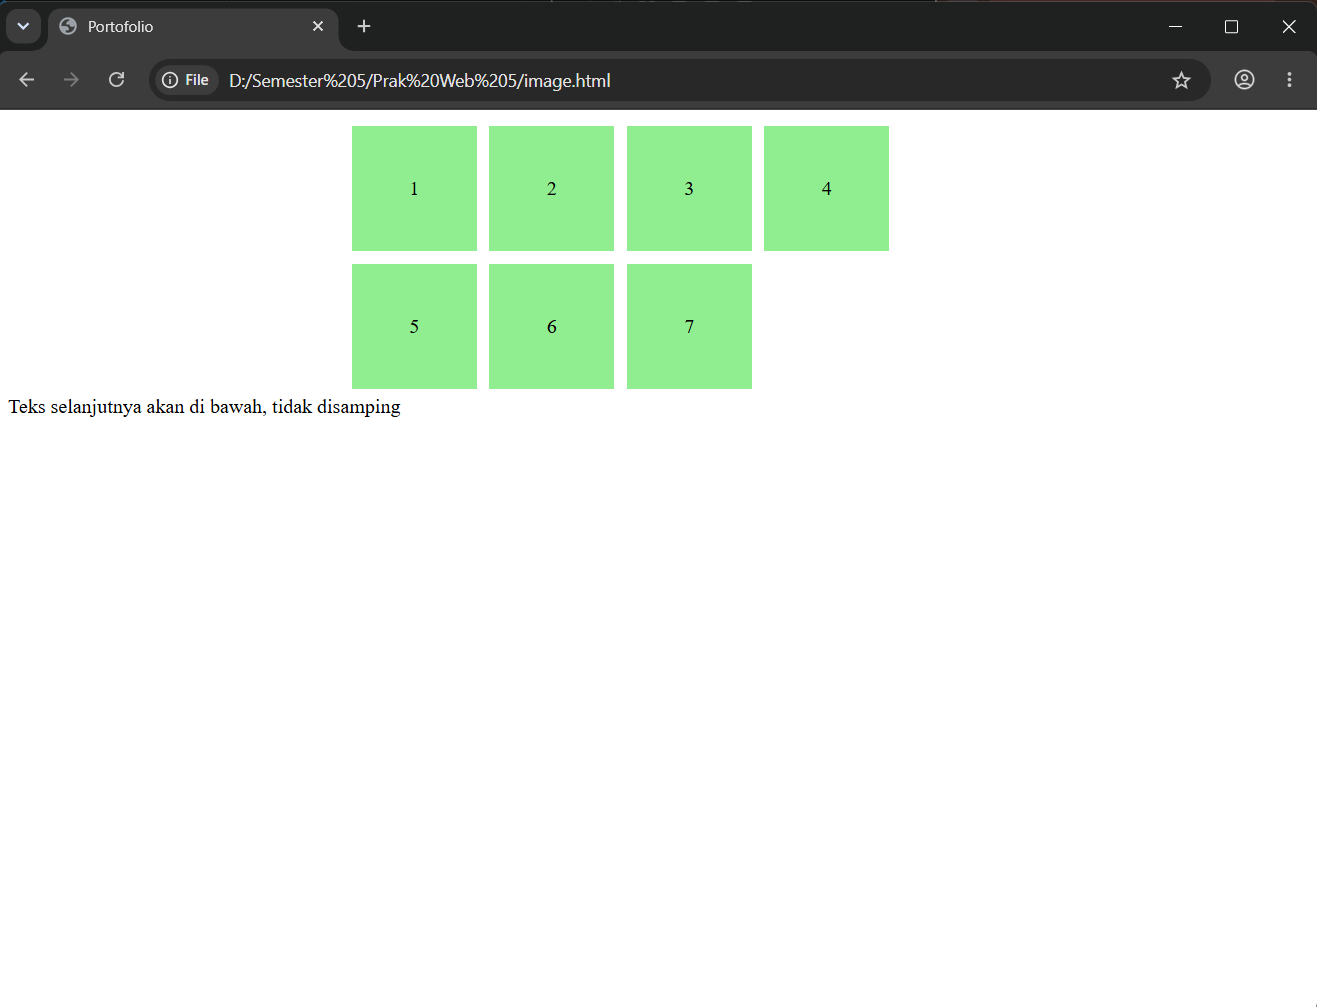 Portofolio
File D:/Semester%205/Prak%20Web%205/image.html
1 2 3 4
5 6 7
Teks selanjutnya akan di bawah, tidak disamping